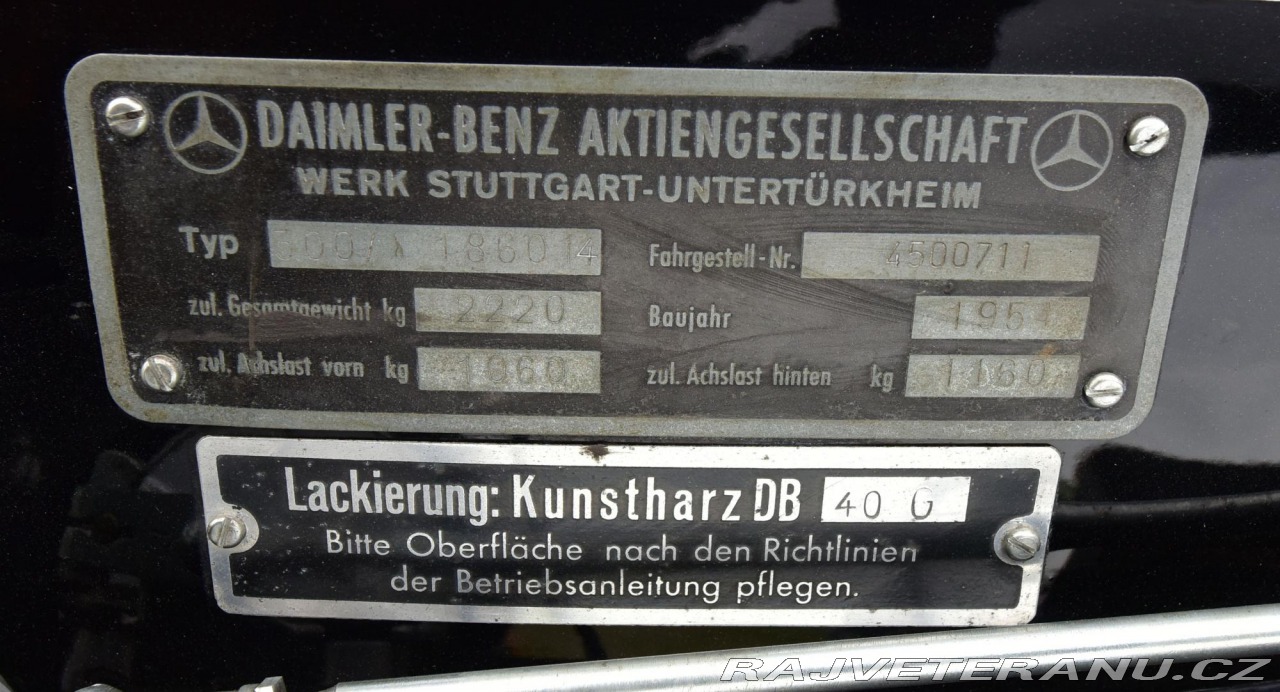 DAIMLER-BENZ AKTIENGESELLSCHAFT
WERK STUTTGART-UNTERTÜRKHEIM
Typ 186014 Fahrgestell-Nr. 4500711
zul. Gesamtgewicht kg 2220 Baujahr 1954
zul. Achslast vorn kg 1060 zul. Achslast hinten kg 1160
Lackierung: Kunstharz DB 40 G
Bitte Oberfläche nach den Richtlinien
der Betriebsanleitung pflegen.
RAJVETERANU.CZ